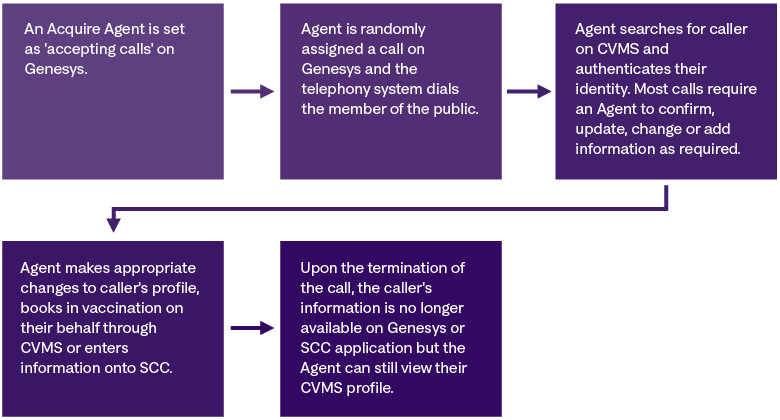 An Acquire Agent is set
as 'accepting calls' on
Genesys.
Agent is randomly
assigned a call on
Genesys and the
telephony system dials
the member of the public.
Agent searches for caller
on CVMS and
authenticates their
identity. Most calls require
an Agent to confirm,
update, change or add
information as required.
Agent makes appropriate
changes to caller's profile,
books in vaccination on
their behalf through
CVMS or enters
information onto SCC.
Upon the termination of
the call, the caller's
information is no longer
available on Genesys or
SCC application but the
Agent can still view their
CVMS profile.